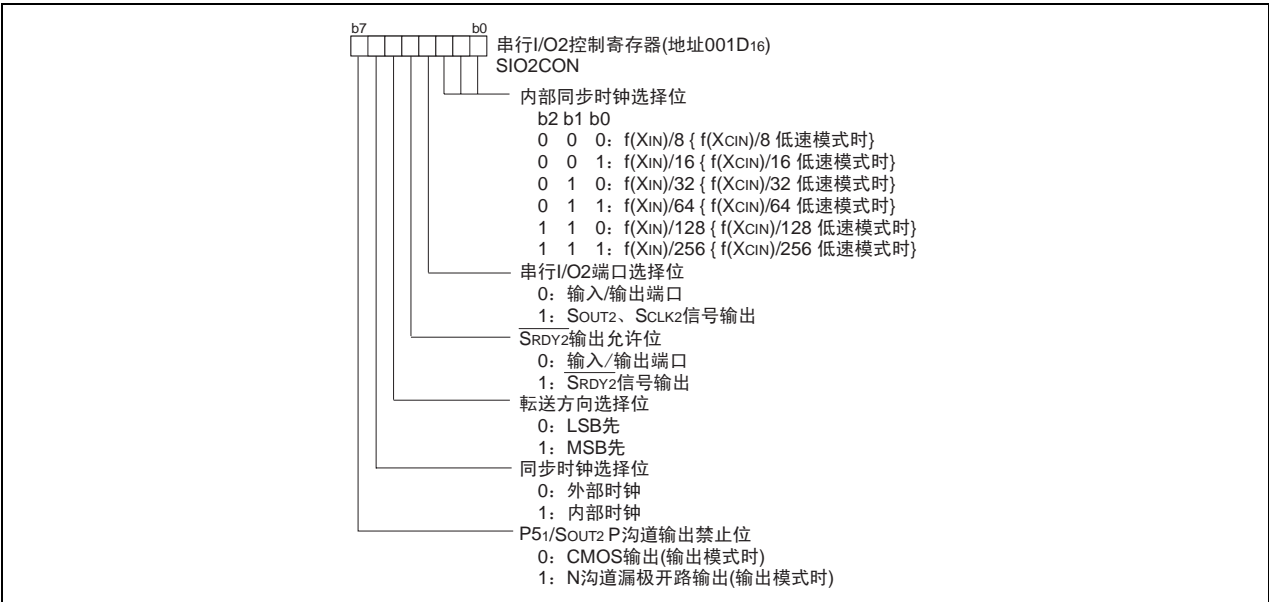 b7 b0
串行I/O2控制寄存器(地址001D16)
SIO2CON
内部同步时钟选择位
b2 b1 b0
0 0 0：f(XIN)/8 { f(XCIN)/8 低速模式时}
0 0 1：f(XIN)/16 { f(XCIN)/16 低速模式时}
0 1 0：f(XIN)/32 { f(XCIN)/32 低速模式时}
0 1 1：f(XIN)/64 { f(XCIN)/64 低速模式时}
1 1 0：f(XIN)/128 { f(XCIN)/128 低速模式时}
1 1 1：f(XIN)/256 { f(XCIN)/256 低速模式时}
串行I/O2端口选择位
0：输入/输出端口
1：SOUT2、SCLK2信号输出
SRDY2输出允许位
0：输入/输出端口
1：SRDY2信号输出
転送方向选择位
0：LSB先
1：MSB先
同步时钟选择位
0：外部时钟
1：内部时钟
P51/SOUT2 P沟道输出禁止位
0：CMOS输出(输出模式时)
1：N沟道漏极开路输出(输出模式时)